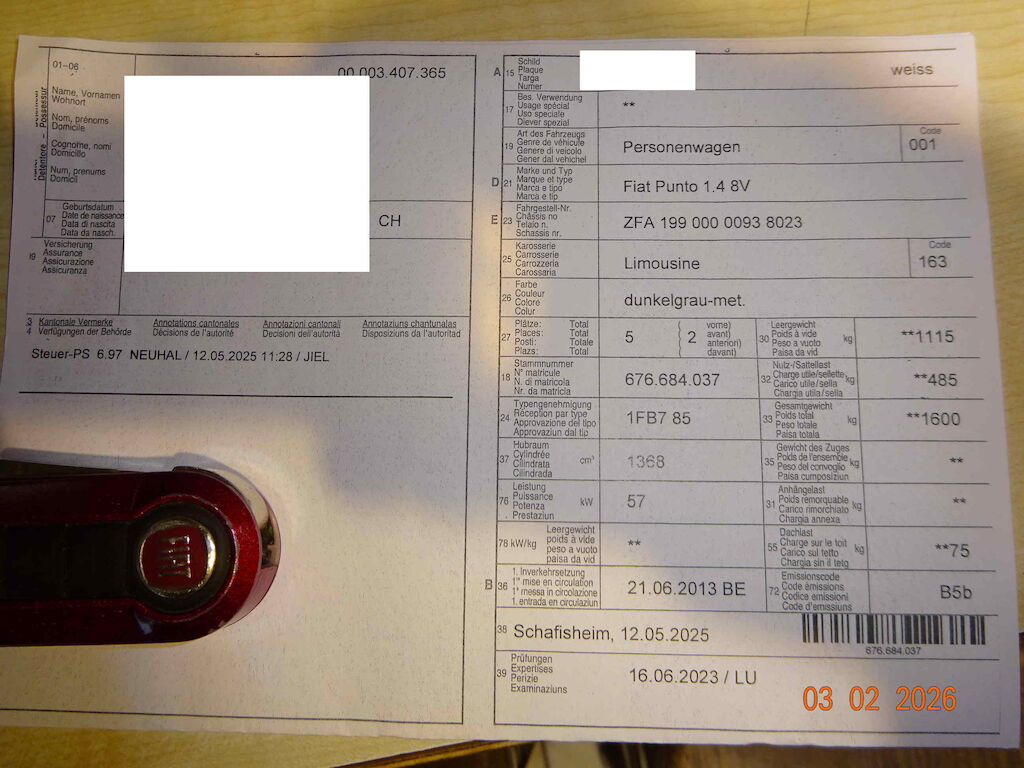 01-06
00.003.407.365
Name, Vornamen
Wohnort
Nom, prénoms
Domicile
Cognome, nomi
Domicilio
Num, prenums
Domicil
07
Geburtsdatum
Date de naissance
Data di nascita
Data da nasch.
CH
09
Versicherung
Assurance
Assicurazione
Assicuranza
3 Kantonale Vermerke Annotations cantonales Annotazioni cantonali Annotaziuns chantunalas
4 Verfügungen der Behörde Décisions de l'autorité Decisioni dell'autorità Disposiziuns da l'autoritad
Steuer-PS 6.97 NEUHAL / 12.05.2025 11:28 / JIEL
FIAT
A 15
Schild
Plaque
Targa
Numer
weiss
17
Bes. Verwendung
Usage spécial
Uso speciale
Diever spezial
**
19
Art des Fahrzeugs
Genre de véhicule
Genere di veicolo
Gener dal vehichel
Personenwagen
Code
001
D 21
Marke und Typ
Marque et type
Marca e tipo
Marca e tip
Fiat Punto 1.4 8V
E 23
Fahrgestell-Nr.
Châssis no
Telaio n.
Schassis nr.
ZFA 199 000 0093 8023
25
Karosserie
Carrosserie
Carrozzeria
Carossaria
Limousine
Code
163
26
Farbe
Couleur
Colore
Colur
dunkelgrau-met.
27
Plätze: Total
Places: Total
Posti: Totale
Plazs: Total
5
2
vorne)
avant)
anteriori)
davant)
30
Leergewicht
Poids à vide
Peso a vuoto
Paisa da vid
kg
**1115
18
Stammnummer
N° matricule
N. di matricola
Nr. da matricla
676.684.037
32
Nutz-/Sattellast
Charge utile/sellette
Carico utile/sella
Chargia utila/sella
kg
**485
24
Typengenehmigung
Réception par type
Approvazione del tipo
Approvaziun dal tip
1FB7 85
33
Gesamtgewicht
Poids total
Peso totale
Paisa totala
kg
**1600
37
Hubraum
Cylindrée
Cilindrata
Cilindrada
cm³
1368
35
Gewicht des Zuges
Poids de l'ensemble
Peso del convoglio
Paisa cumposiziun
kg
**
76
Leistung
Puissance
Potenza
Prestaziun
kW
57
31
Anhängelast
Poids remorquable
Carico rimorchiato
Chargia annexa
kg
**
78 kW/kg
Leergewicht
poids à vide
peso a vuoto
paisa da vid
**
55
Dachlast
Charge sur le toit
Carico sul tetto
Chargia sin il tetg
kg
**75
B 36
1. Inverkehrsetzung
1re mise en circulation
1a messa in circolazione
1. entrada en circulaziun
21.06.2013 BE
72
Emissionscode
Code émissions
Codice emissioni
Code d'emissiuns
B5b
38
Schafisheim, 12.05.2025
676.684.037
39
Prüfungen
Expertises
Perizie
Examinaziuns
16.06.2023 / LU
03 02 2026